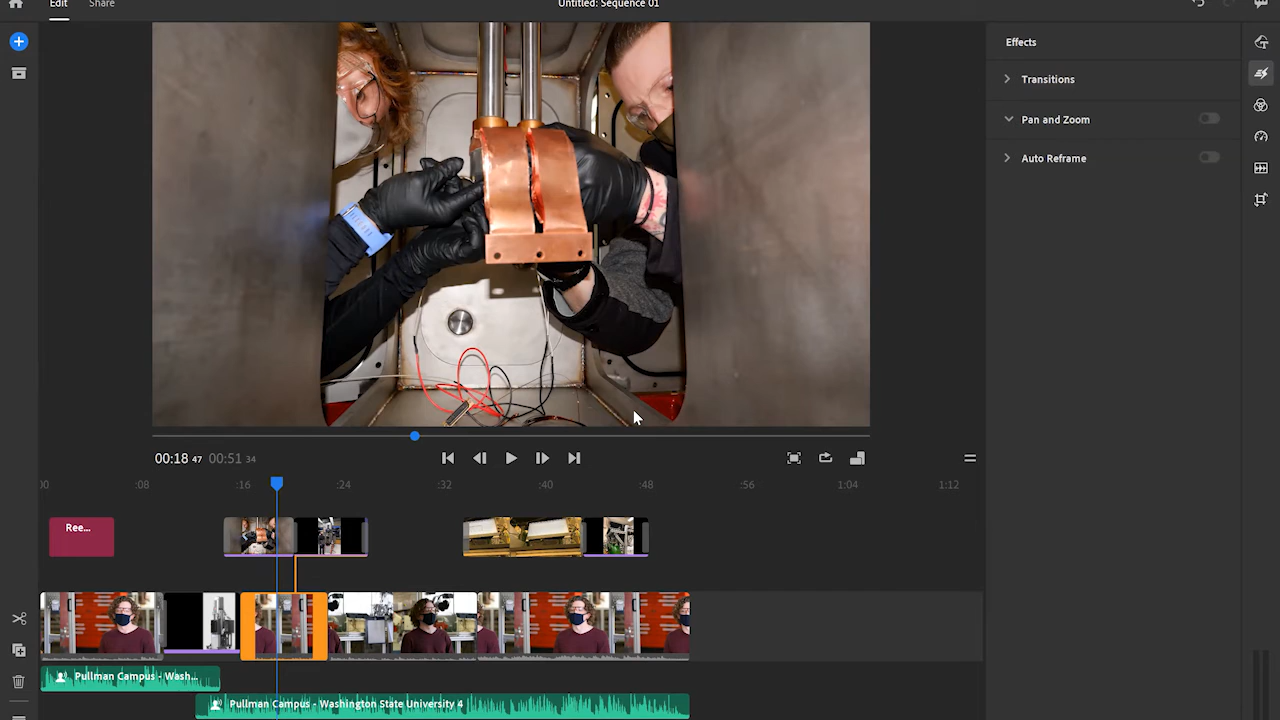 Edit Share
Untitled: Sequence 01
Effects
Transitions
Pan and Zoom
Auto Reframe
00:18 47 00:51 34
00 :08 :16 :24 :32 :40 :48 :56 1:04 1:12
Ree...
Pullman Campus - Wash...
Pullman Campus - Washington State University 4